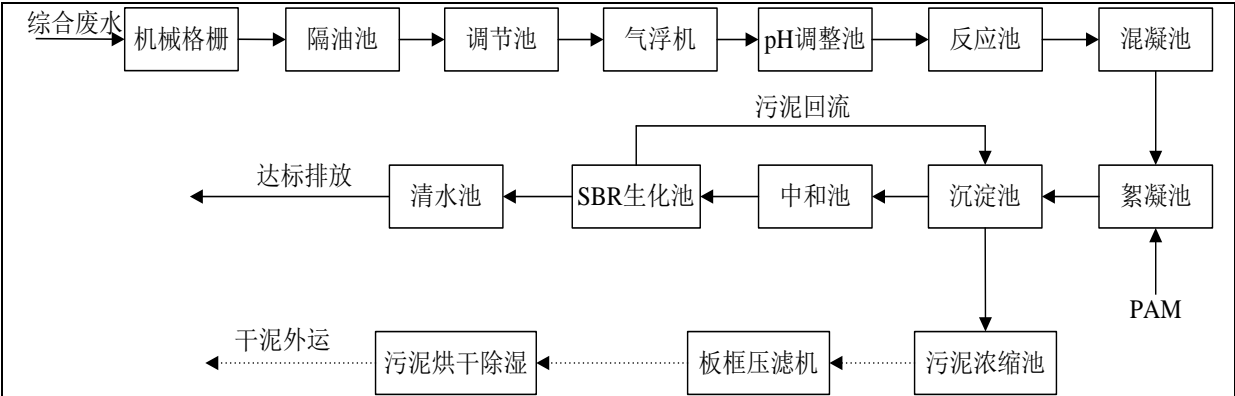 综合废水
机械格栅
隔油池
调节池
气浮机
pH调整池
反应池
混凝池
污泥回流
达标排放
清水池
SBR生化池
中和池
沉淀池
絮凝池
PAM
干泥外运
污泥烘干除湿
板框压滤机
污泥浓缩池